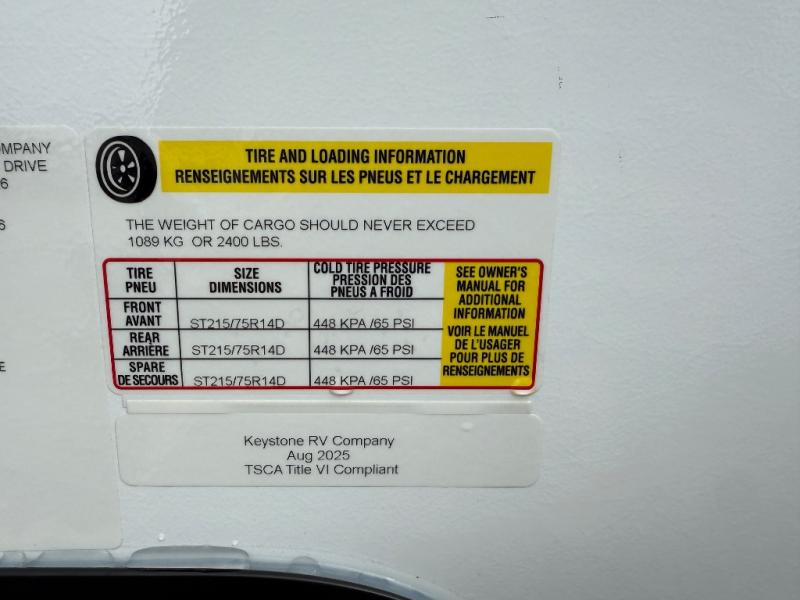 OMPANY
DRIVE
6
6
E
TIRE AND LOADING INFORMATION
RENSEIGNEMENTS SUR LES PNEUS ET LE CHARGEMENT
THE WEIGHT OF CARGO SHOULD NEVER EXCEED
1089 KG OR 2400 LBS.
TIRE
PNEU
SIZE
DIMENSIONS
COLD TIRE PRESSURE
PRESSION DES
PNEUS A FROID
FRONT
AVANT
ST215/75R14D
448 KPA /65 PSI
REAR
ARRIÈRE
ST215/75R14D
448 KPA /65 PSI
SPARE
DE SECOURS
ST215/75R14D
448 KPA /65 PSI
SEE OWNER'S
MANUAL FOR
ADDITIONAL
INFORMATION
VOIR LE MANUEL
DE L'USAGER
POUR PLUS DE
RENSEIGNEMENTS
Keystone RV Company
Aug 2025
TSCA Title VI Compliant